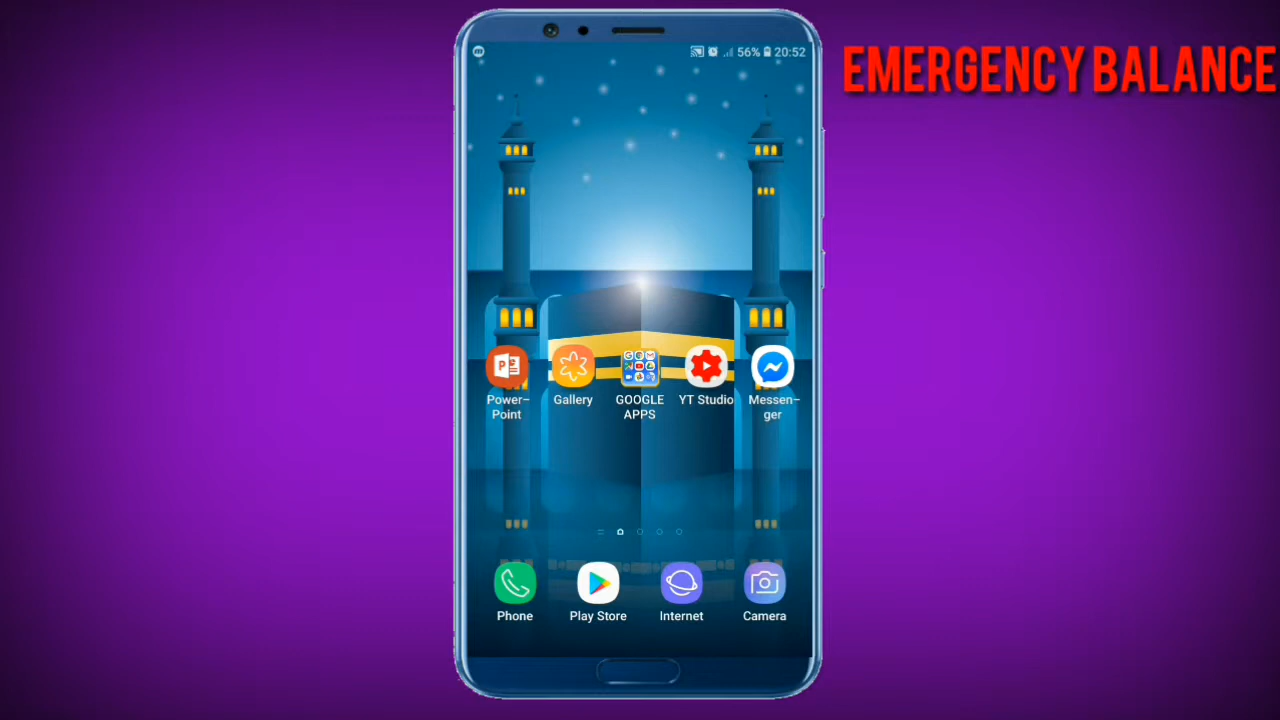 56% 20:52
EMERGENCY BALANCE
Power-
Point
Gallery
GOOGLE
APPS
YT Studio
Messen-
ger
Phone
Play Store
Internet
Camera